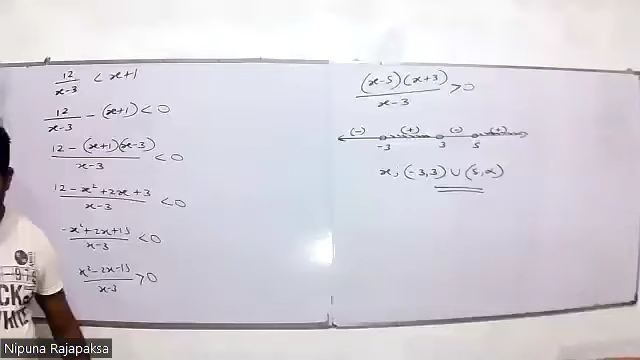 12/(x-3) < x+1
12/(x-3) - (x+1) < 0
(12 - (x+1)(x-3))/(x-3) < 0
(12 - x² + 2x + 3)/(x-3) < 0
(-x² + 2x + 15)/(x-3) < 0
(x² - 2x - 15)/(x-3) > 0
((x-5)(x+3))/(x-3) > 0
(-) (+) (-) (+)
-3 3 5
x, (-3,3) ∪ (5,∝)
Nipuna Rajapaksa